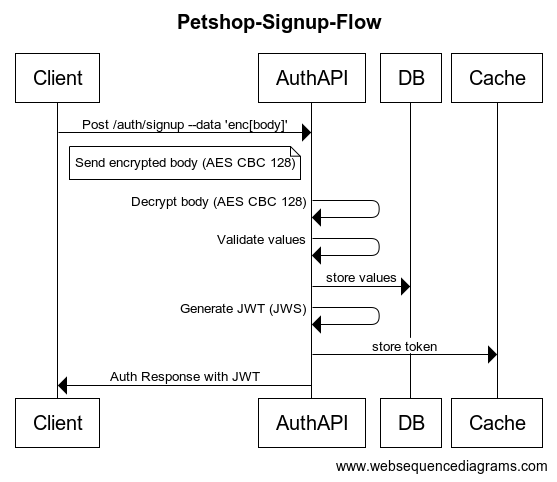 Petshop-Signup-Flow
Client
AuthAPI
DB
Cache
Post /auth/signup --data 'enc[body]'
Send encrypted body (AES CBC 128)
Decrypt body (AES CBC 128)
Validate values
store values
Generate JWT (JWS)
store token
Auth Response with JWT
Client
AuthAPI
DB
Cache
www.websequencediagrams.com